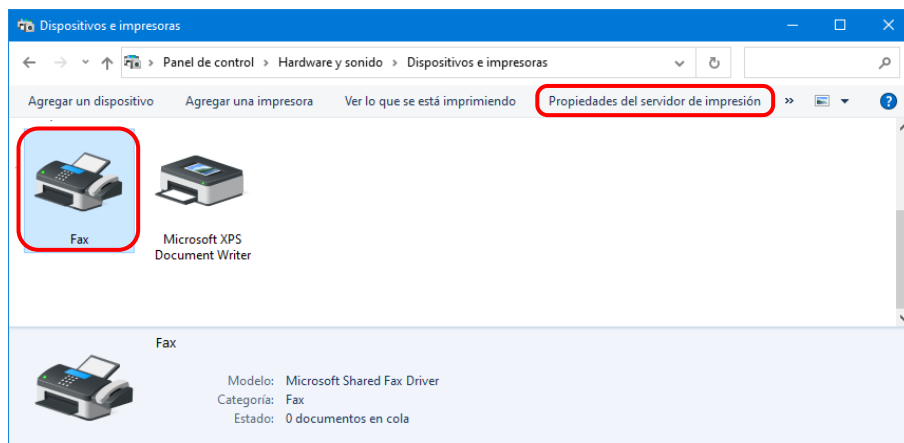 Dispositivos e impresoras
Panel de control > Hardware y sonido > Dispositivos e impresoras
Agregar un dispositivo Agregar una impresora Ver lo que se está imprimiendo Propiedades del servidor de impresión » ?
Fax Microsoft XPS
Document Writer
Fax
Modelo: Microsoft Shared Fax Driver
Categoría: Fax
Estado: 0 documentos en cola